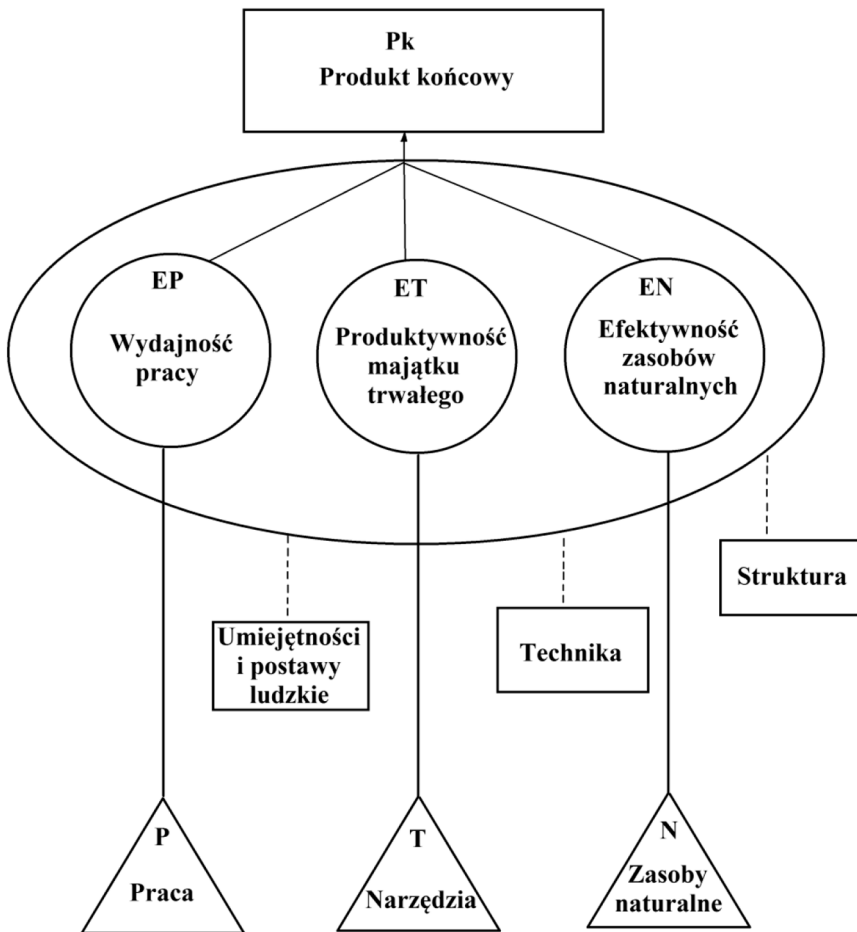 Pk
Produkt końcowy
EP
Wydajność
pracy
ET
Produktywność
majątku
trwałego
EN
Efektywność
zasobów
naturalnych
Struktura
Umiejętności
i postawy
ludzkie
Technika
P
Praca
T
Narzędzia
N
Zasoby
naturalne